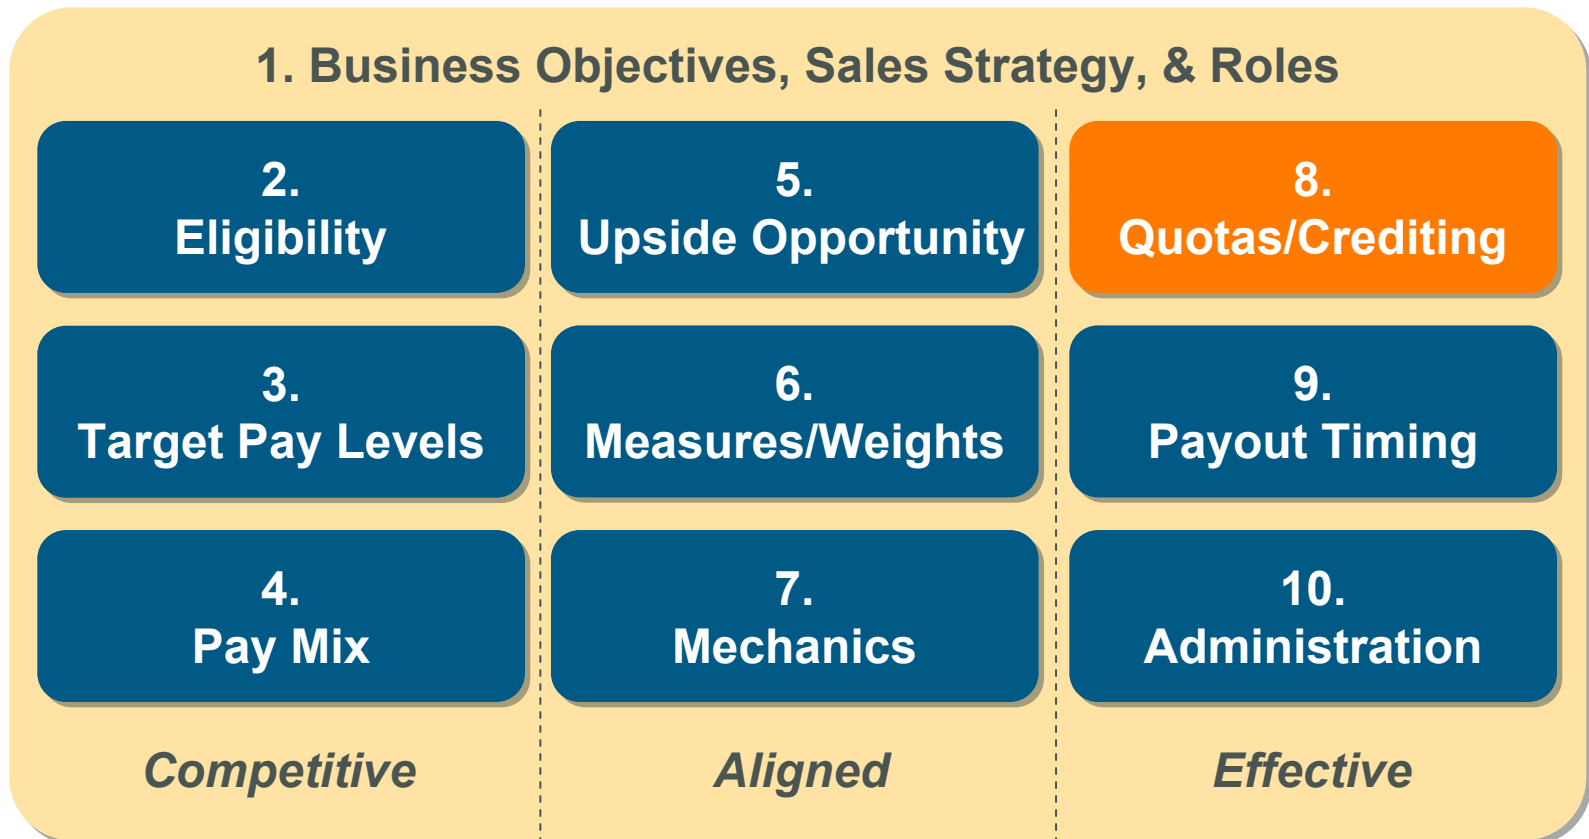 1. Business Objectives, Sales Strategy, & Roles
2.
Eligibility
3.
Target Pay Levels
4.
Pay Mix
Competitive
5.
Upside Opportunity
6.
Measures/Weights
7.
Mechanics
Aligned
8.
Quotas/Crediting
9.
Payout Timing
10.
Administration
Effective